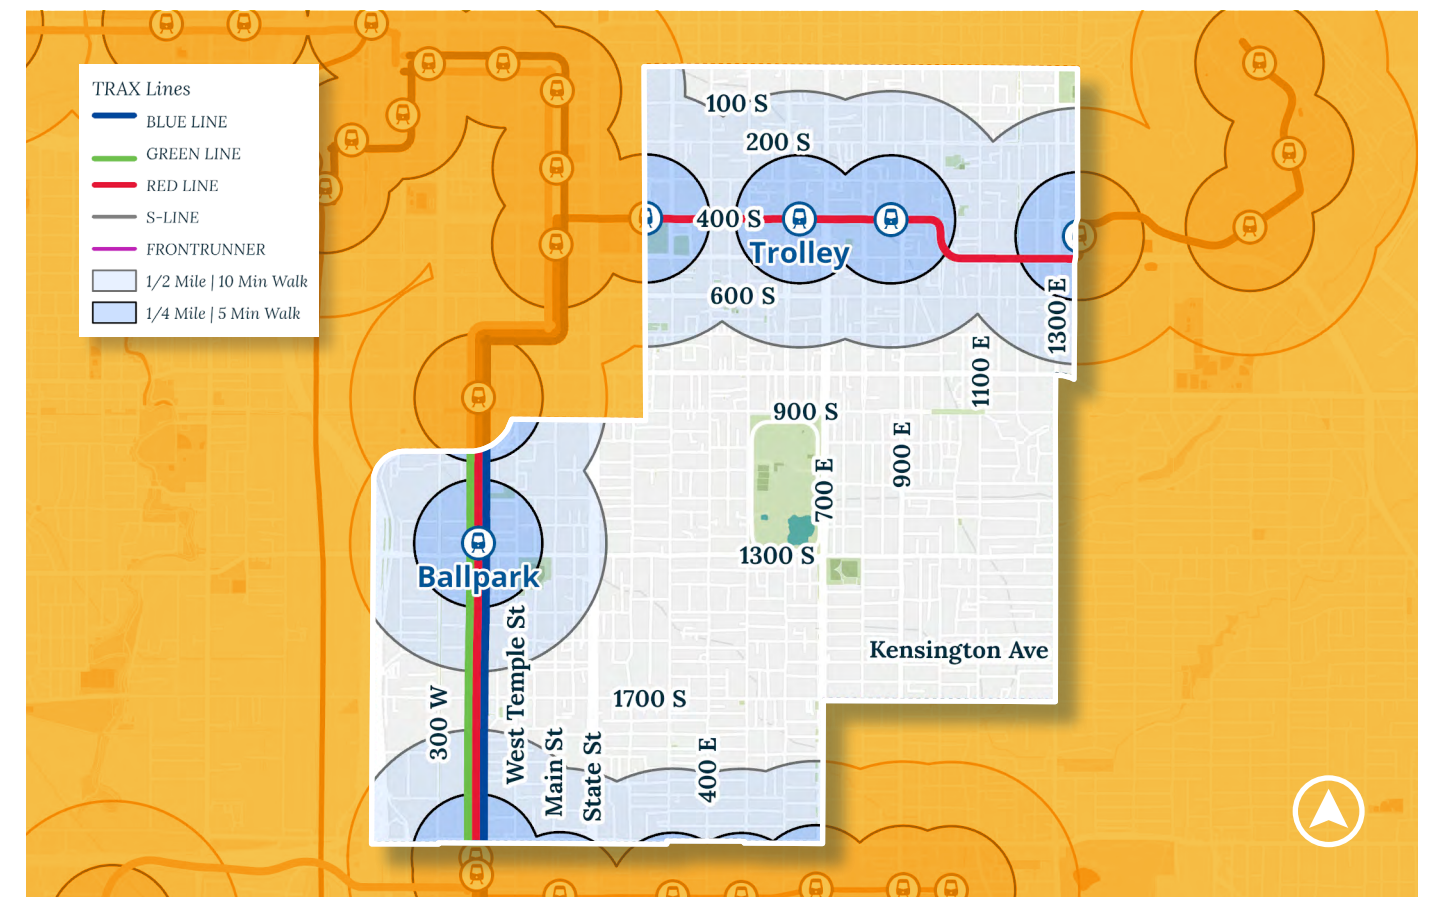 TRAX Lines
BLUE LINE
GREEN LINE
RED LINE
S-LINE
FRONTRUNNER
1/2 Mile | 10 Min Walk
1/4 Mile | 5 Min Walk
100 S
200 S
400 S
Trolley
600 S
1300 E
1100 E
900 S
900 E
700 E
1300 S
Ballpark
Kensington Ave
West Temple St
1700 S
300 W
Main St
State St
400 E